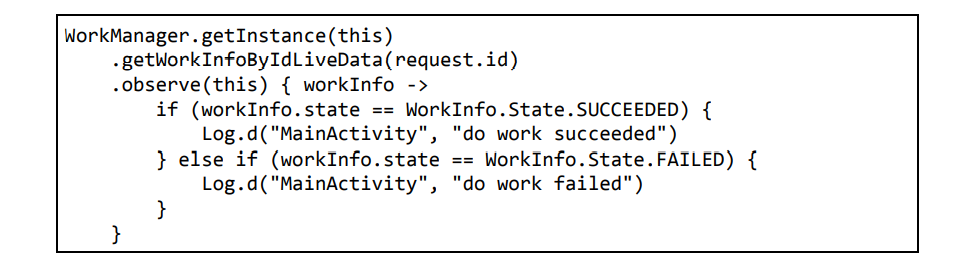 WorkManager.getInstance(this)
    .getWorkInfoByIdLiveData(request.id)
    .observe(this) { workInfo ->
        if (workInfo.state == WorkInfo.State.SUCCEEDED) {
            Log.d("MainActivity", "do work succeeded")
        } else if (workInfo.state == WorkInfo.State.FAILED) {
            Log.d("MainActivity", "do work failed")
        }
    }